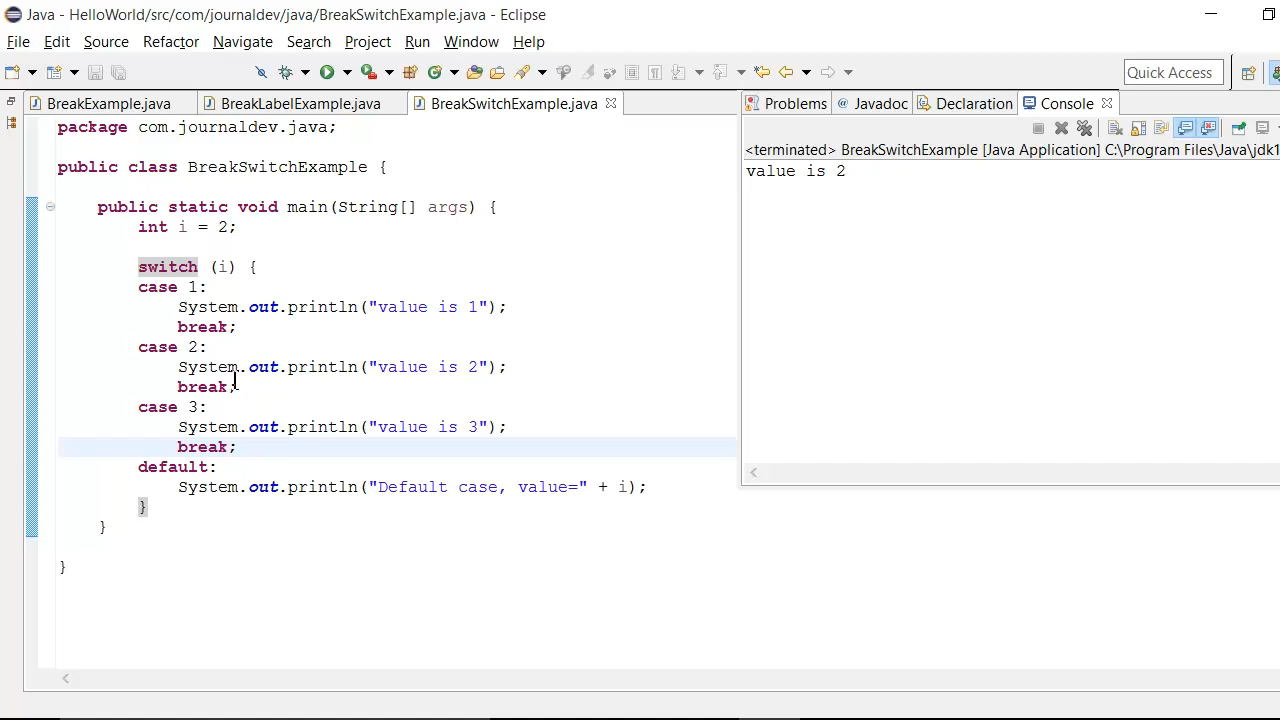 Java - HelloWorld/src/com/journaldev/java/BreakSwitchExample.java - Eclipse
File Edit Source Refactor Navigate Search Project Run Window Help
Quick Access
BreakExample.java BreakLabelExample.java BreakSwitchExample.java
Problems @ Javadoc Declaration Console
<terminated> BreakSwitchExample [Java Application] C:\Program Files\Java\jdk1
value is 2
package com.journaldev.java;
public class BreakSwitchExample {
public static void main(String[] args) {
int i = 2;
switch (i) {
case 1:
System.out.println("value is 1");
break;
case 2:
System.out.println("value is 2");
break;
case 3:
System.out.println("value is 3");
break;
default:
System.out.println("Default case, value=" + i);
}
}
}